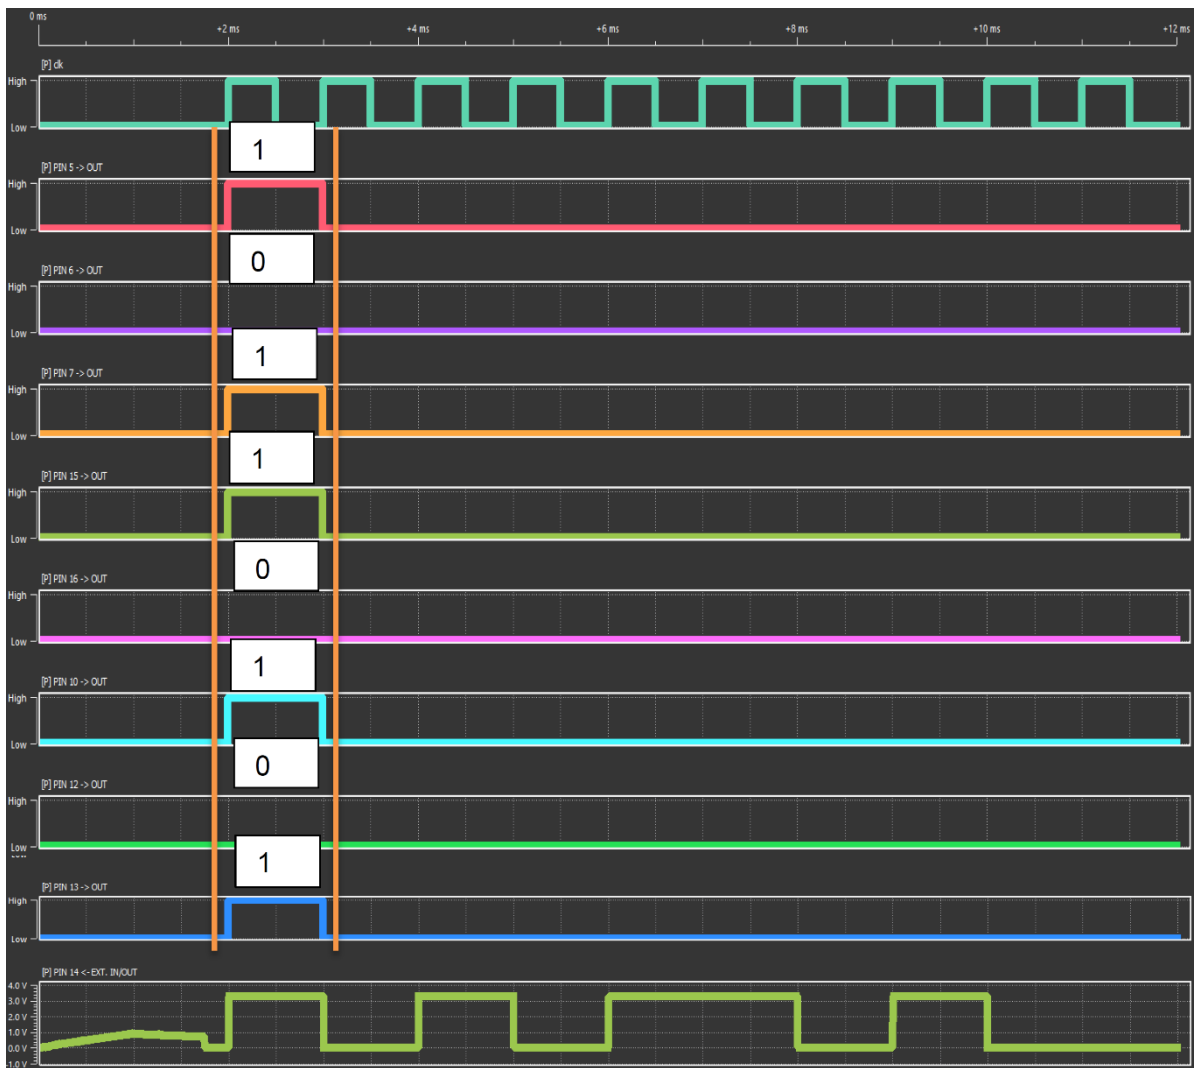 0 ms
+2 ms +4 ms +6 ms +8 ms +10 ms +12 ms
[P] clk
High
Low
1
[P] PIN 5 -> OUT
High
Low
0
[P] PIN 6 -> OUT
High
Low
1
[P] PIN 7 -> OUT
High
Low
1
[P] PIN 15 -> OUT
High
Low
0
[P] PIN 16 -> OUT
High
Low
1
[P] PIN 10 -> OUT
High
Low
0
[P] PIN 12 -> OUT
High
Low
1
[P] PIN 13 -> OUT
High
Low
[P] PIN 14 <- EXT. IN/OUT
4.0 V
3.0 V
2.0 V
1.0 V
0.0 V
-1.0 V